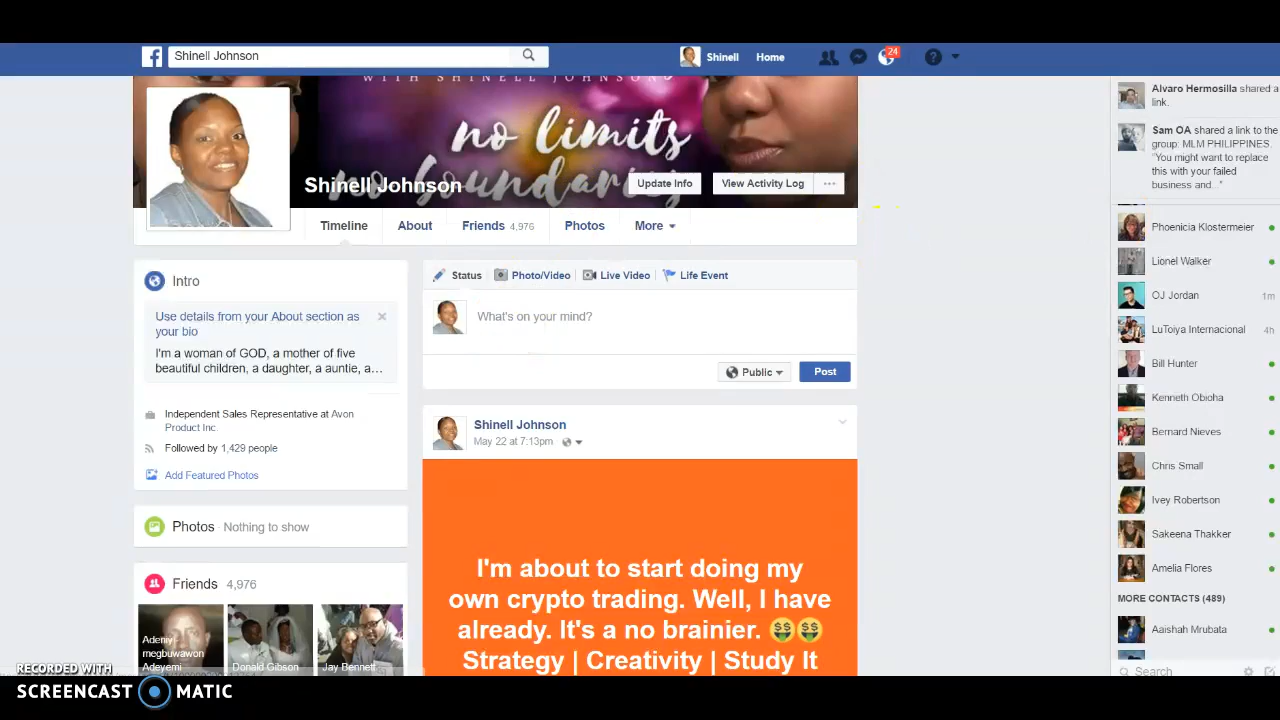 Shinell Johnson
Shinell
Home
24
WITH SHINELL JOHNSON
no limits
no boundaries
Shinell Johnson
Update Info
View Activity Log
Timeline
About
Friends 4,976
Photos
More
Intro
Use details from your About section as
your bio
I'm a woman of GOD, a mother of five
beautiful children, a daughter, a auntie, a…
Independent Sales Representative at Avon
Product Inc.
Followed by 1,429 people
Add Featured Photos
Photos · Nothing to show
Friends 4,976
Adeniyi-
megbuwawon
Adeyemi
Donald Gibson
Jay Bennett
Status
Photo/Video
Live Video
Life Event
What's on your mind?
Public
Post
Shinell Johnson
May 22 at 7:13pm
I'm about to start doing my
own crypto trading. Well, I have
already. It's a no brainier. 🤑🤑
Strategy | Creativity | Study It
Alvaro Hermosilla shared a
link.
Sam OA shared a link to the
group: MLM PHILIPPINES.
"You might want to replace
this with your failed
business and.."
Phoenicia Klostermeier
Lionel Walker
OJ Jordan 1m
LuToiya Internacional 4h
Bill Hunter
Kenneth Obioha
Bernard Nieves
Chris Small
Ivey Robertson
Sakeena Thakker
Amelia Flores
MORE CONTACTS (489)
Aaishah Mrubata
Search
RECORDED WITH
SCREENCAST MATIC